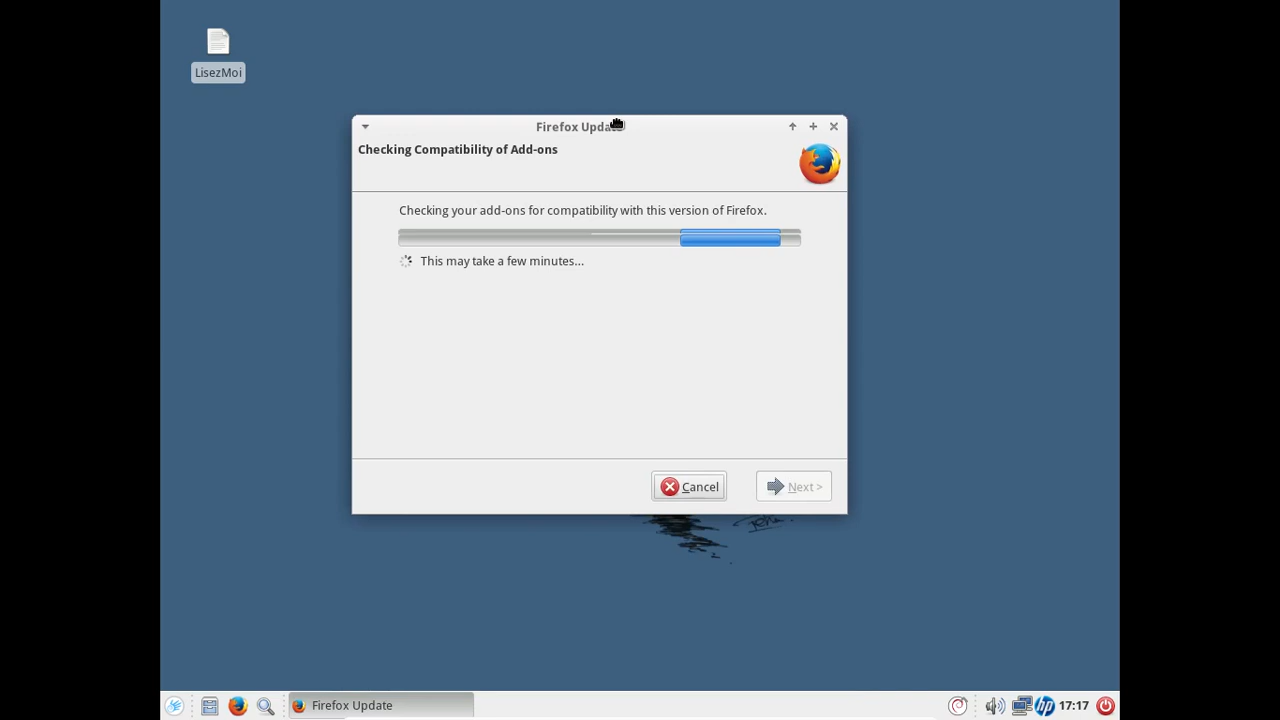 LisezMoi
Firefox Update
Checking Compatibility of Add-ons
Checking your add-ons for compatibility with this version of Firefox.
This may take a few minutes...
Cancel
Next >
Firefox Update
hp
17:17